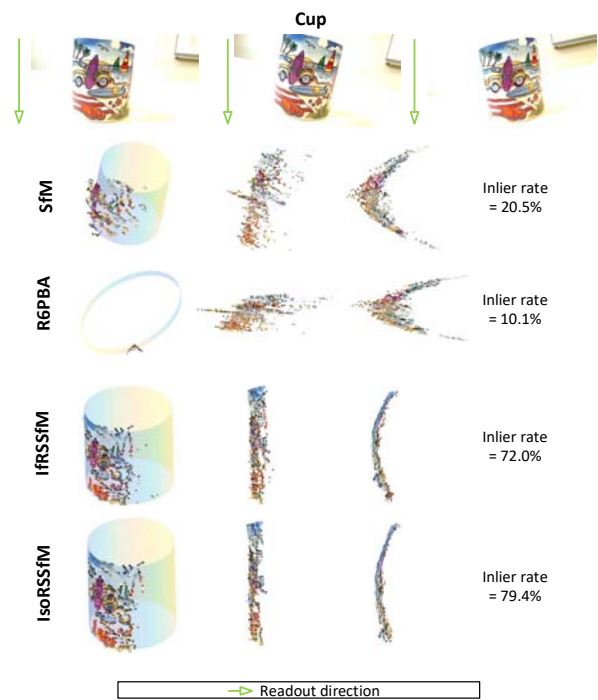 Cup
SfM
Inlier rate
= 20.5%
R6PBA
Inlier rate
= 10.1%
IfRSSfM
Inlier rate
= 72.0%
IsoRSSfM
Inlier rate
= 79.4%
Readout direction